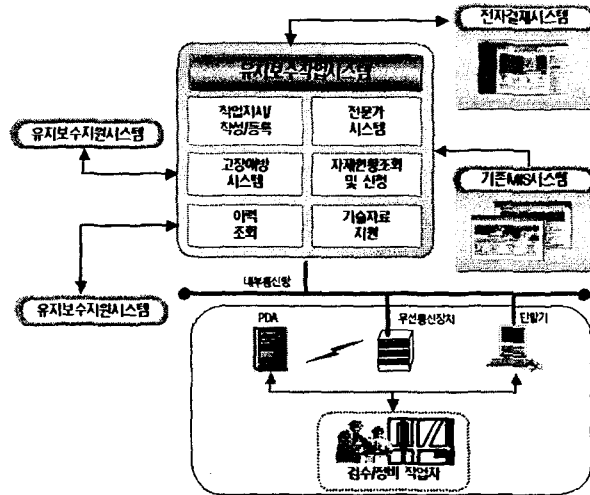 전자결재시스템
유지보수작업시스템
작업지시/
작성/등록
전문가
시스템
유지보수지원시스템
고장예방
시스템
자재현황조회
및 신청
기존MIS시스템
이력
조회
기술자료
지원
내부통신망
유지보수지원시스템
PDA
무선통신장치
단말기
검수/정비 작업자